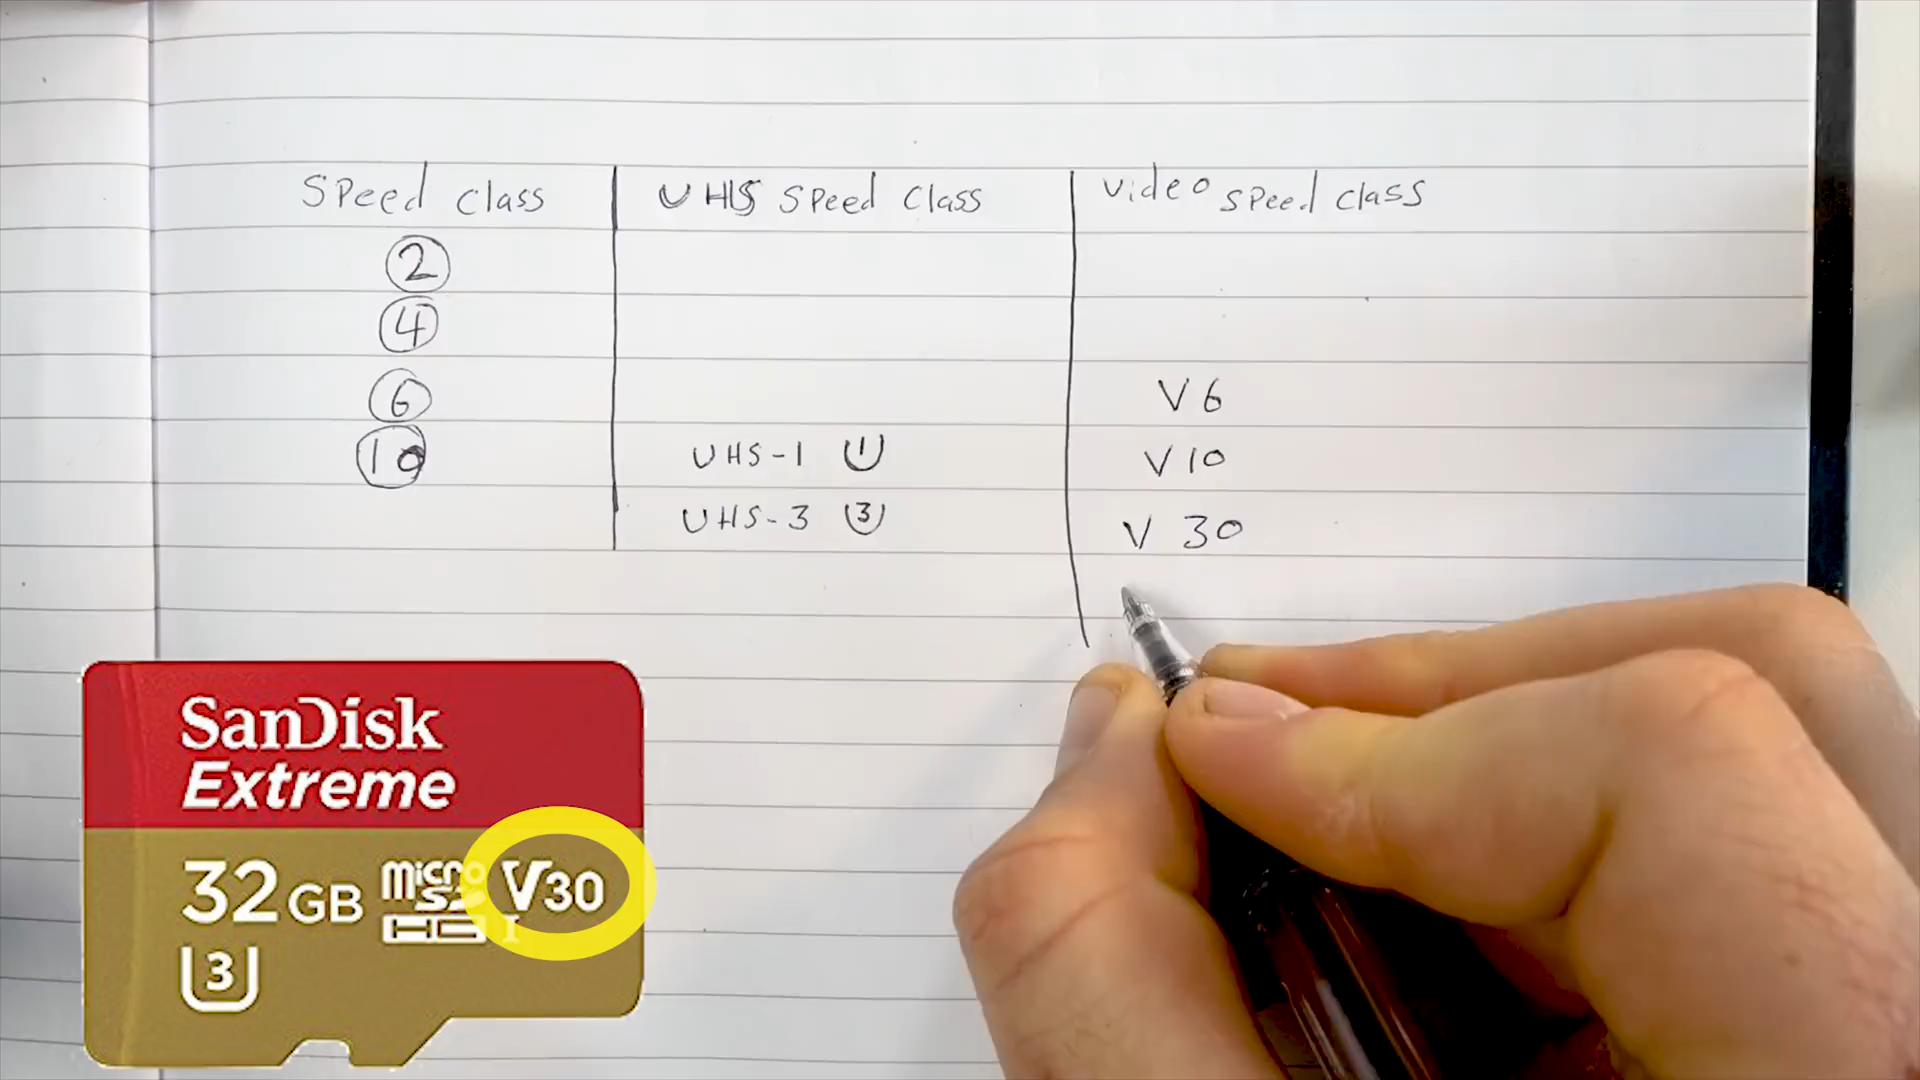 Speed Class UHS Speed Class Video Speed Class
2
4
6 V6
10 UHS-1 1 V10
UHS-3 3 V 30
SanDisk
Extreme
32 GB micro SD HC I V30
3